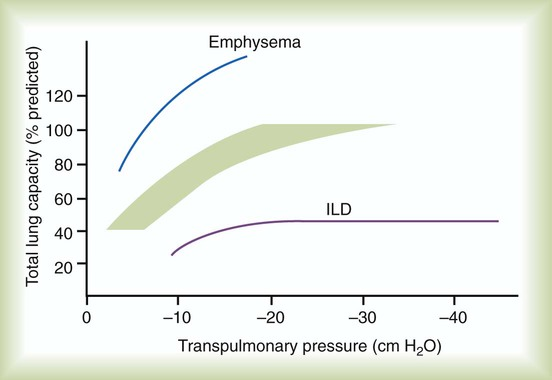 Emphysema
Total lung capacity (% predicted)
120
100
80
60
40
20
ILD
0
–10
–20
–30
–40
Transpulmonary pressure (cm H₂O)